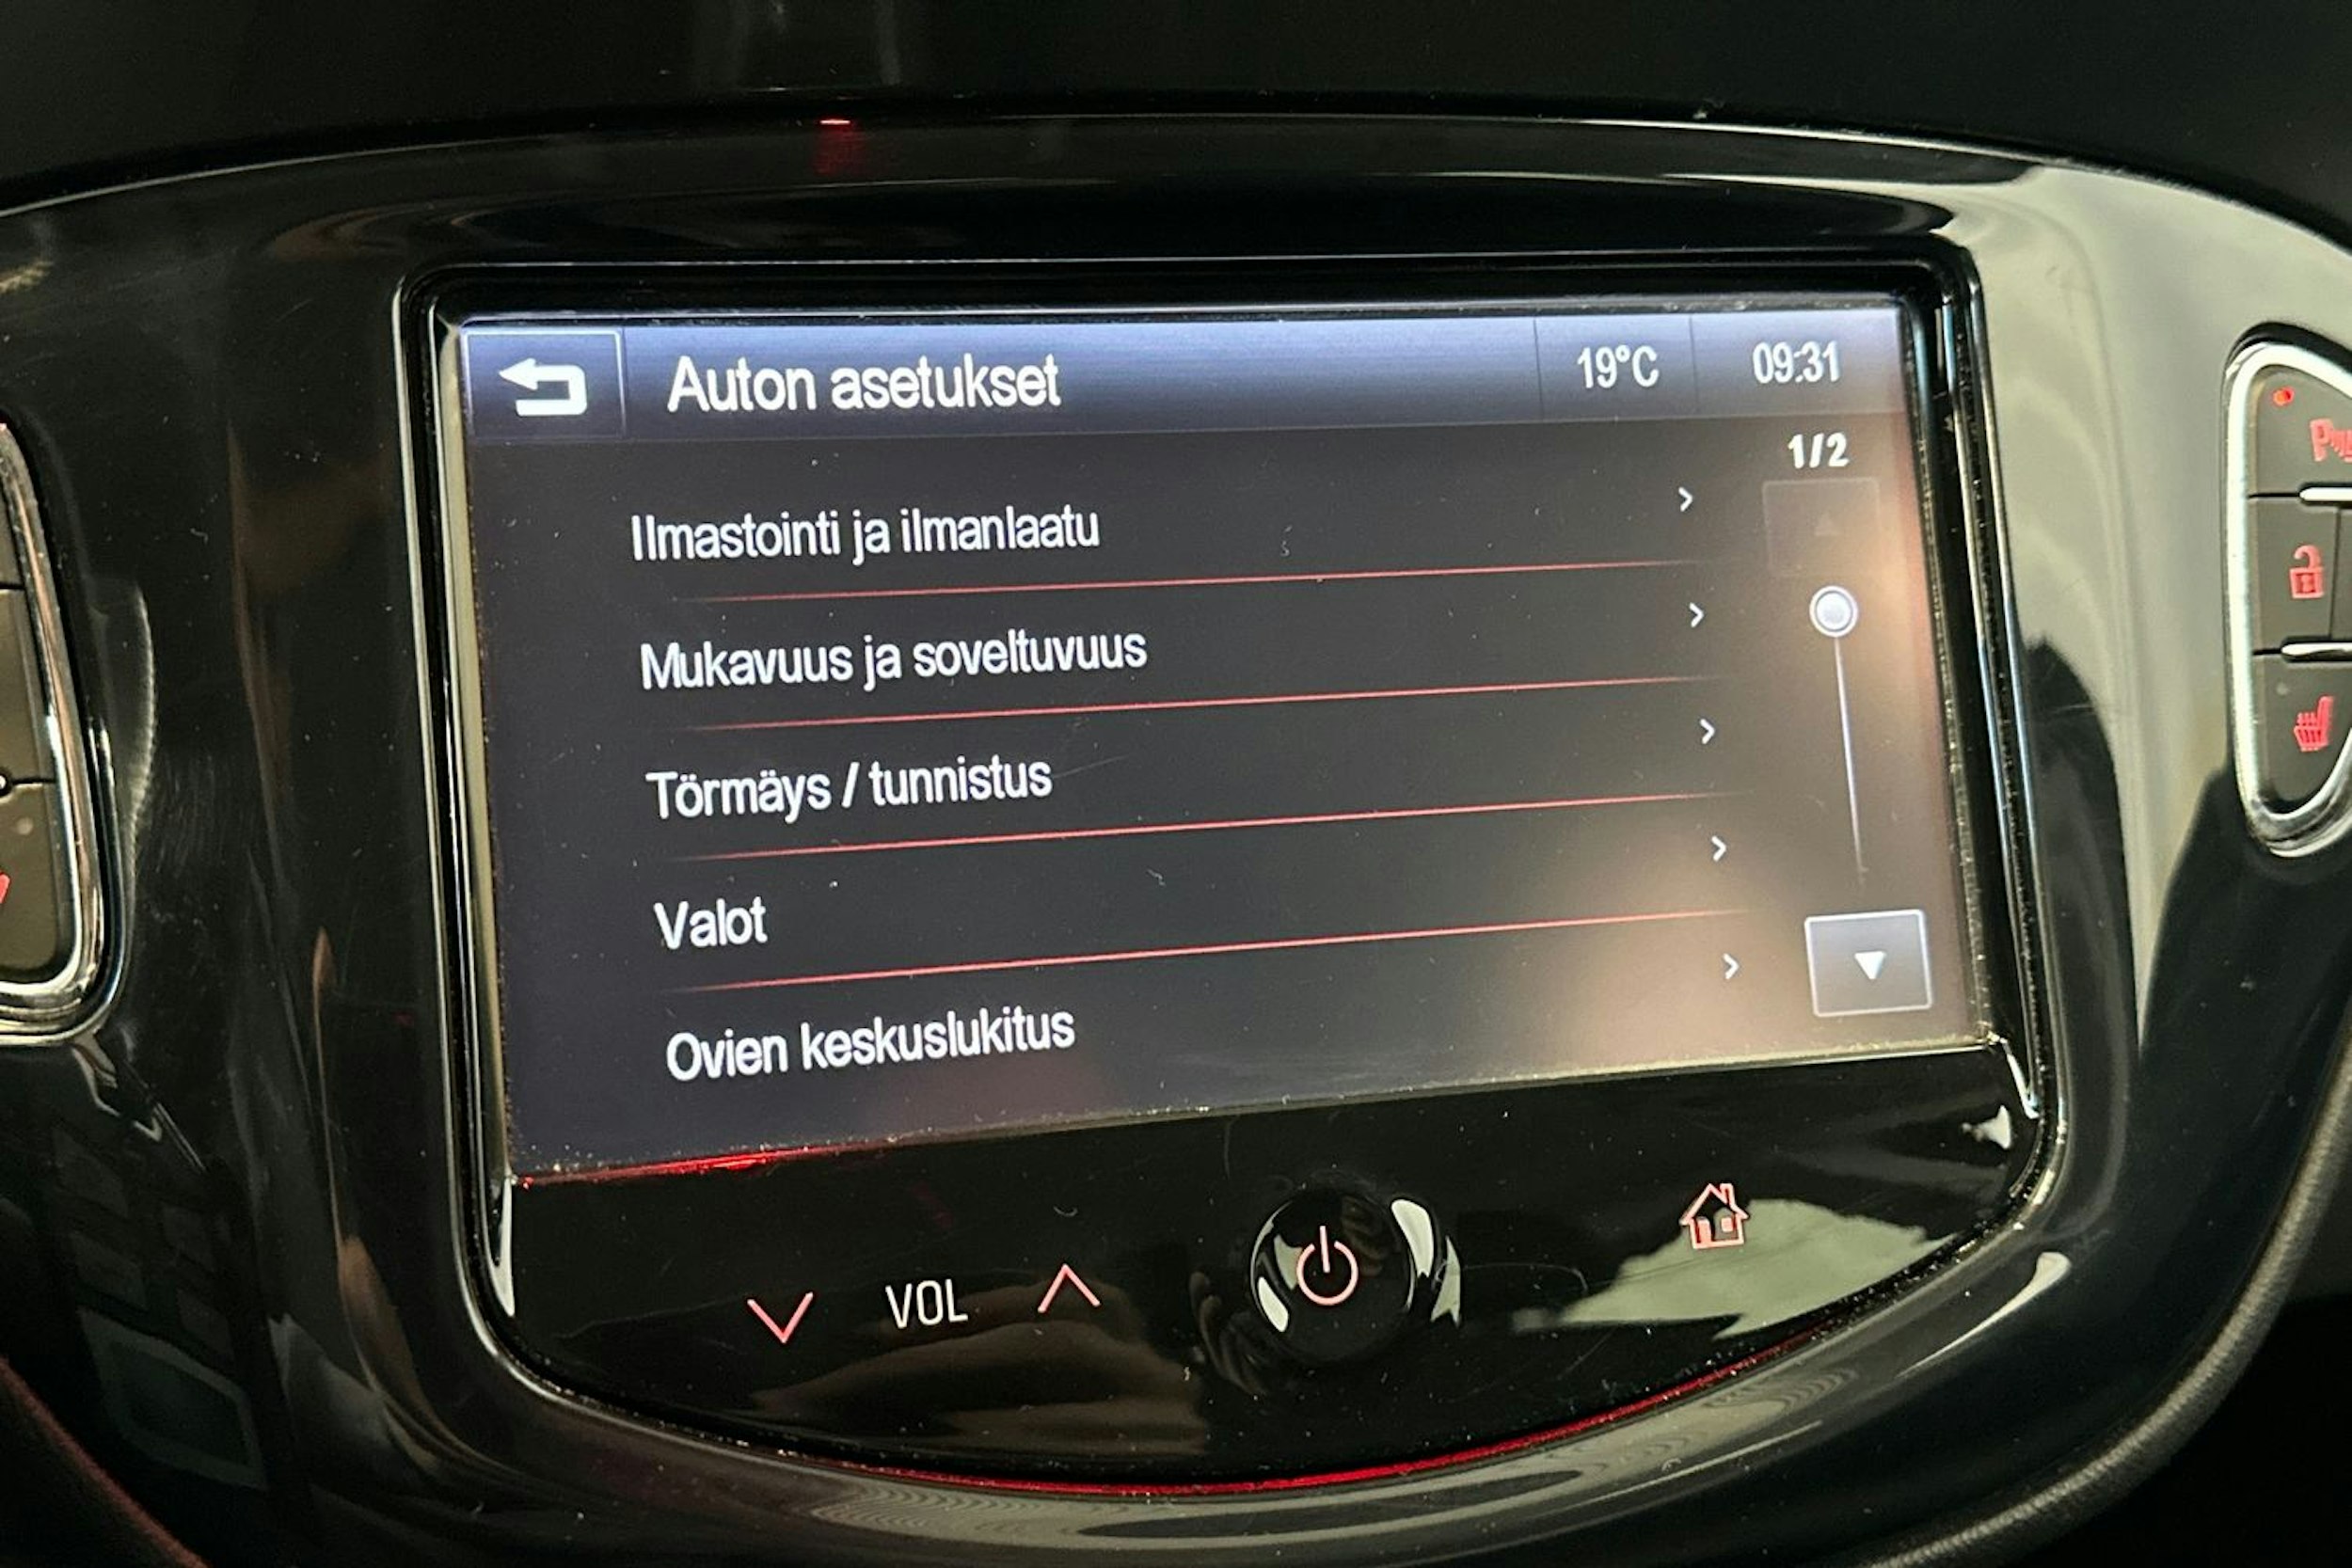 Auton asetukset
19°C
09:31
1/2
Ilmastointi ja ilmanlaatu
Mukavuus ja soveltuvuus
Törmäys / tunnistus
Valot
Ovien keskuslukitus
VOL